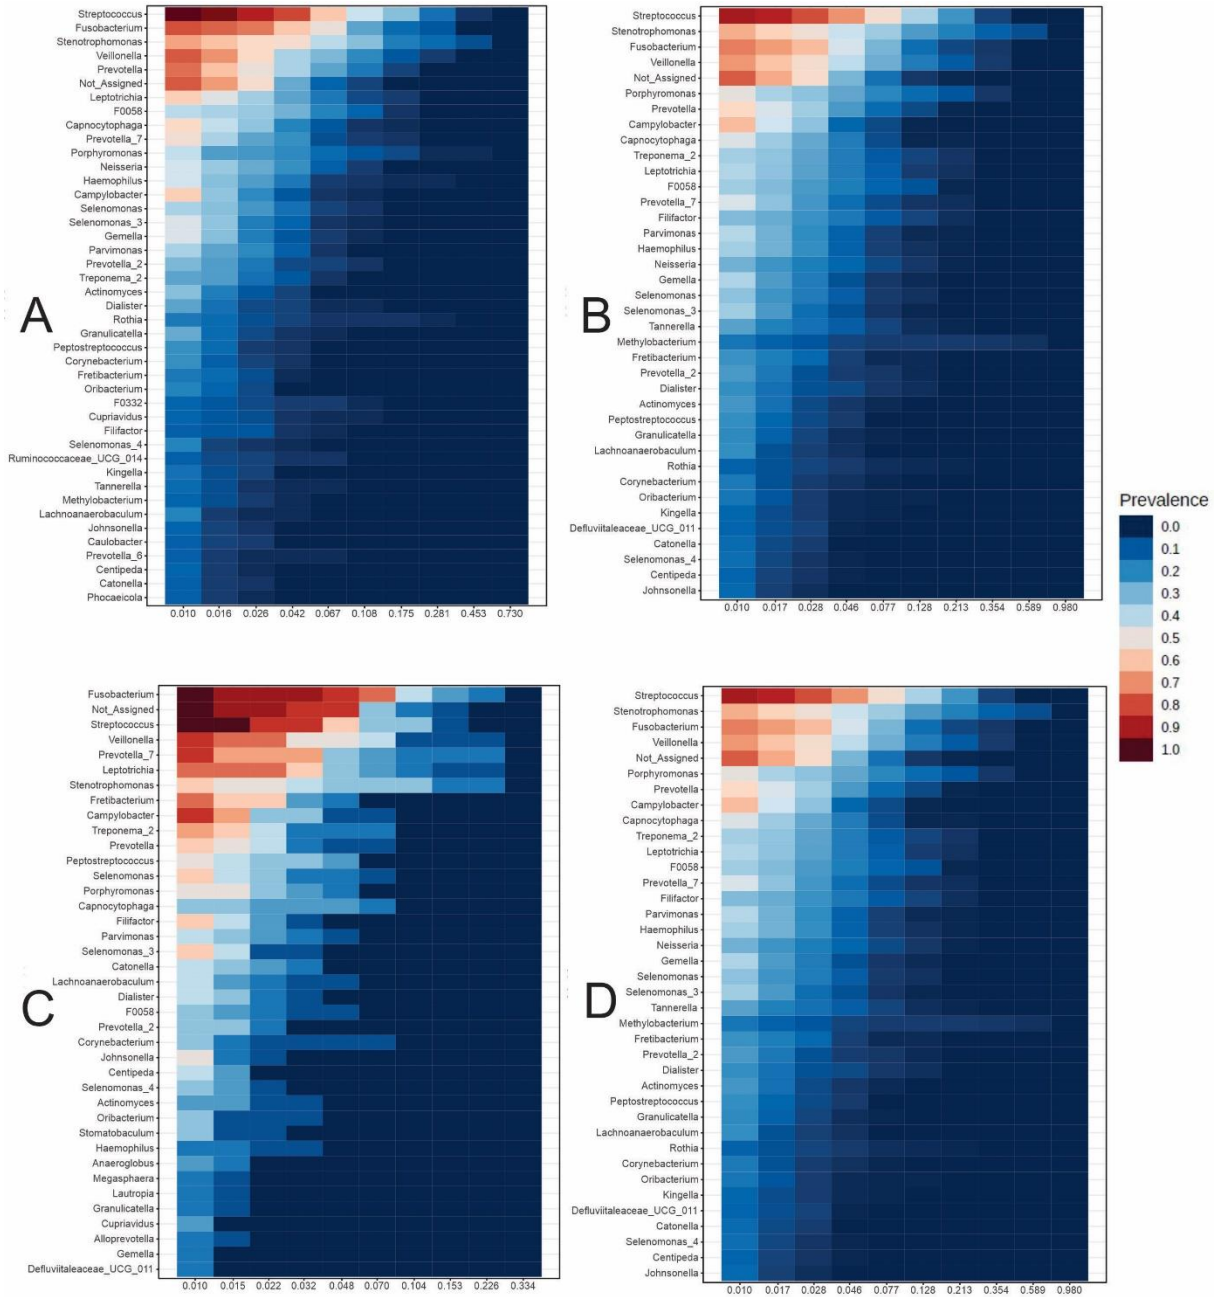 Streptococcus
Fusobacterium
Stenotrophomonas
Veillonella
Prevotella
Not_Assigned
Leptotrichia
F0058
Capnocytophaga
Prevotella_7
Porphyromonas
Neisseria
Haemophilus
Campylobacter
Selenomonas
Selenomonas_3
Gemella
Parvimonas
Prevotella_2
Treponema_2
Actinomyces
Dialister
Rothia
Granulicatella
Peptostreptococcus
Corynebacterium
Fretibacterium
Oribacterium
F0332
Cupriavidus
Filifactor
Selenomonas_4
Ruminococcaceae_UCG_014
Kingella
Tannerella
Methylobacterium
Lachnoanaerobaculum
Johnsonella
Caulobacter
Prevotella_6
Centipeda
Catonella
Phocaeicola
0.010 0.016 0.026 0.042 0.067 0.108 0.175 0.281 0.453 0.730
A
Streptococcus
Stenotrophomonas
Fusobacterium
Veillonella
Not_Assigned
Porphyromonas
Prevotella
Campylobacter
Capnocytophaga
Treponema_2
Leptotrichia
F0058
Prevotella_7
Filifactor
Parvimonas
Haemophilus
Neisseria
Gemella
Selenomonas
Selenomonas_3
Tannerella
Methylobacterium
Fretibacterium
Prevotella_2
Dialister
Actinomyces
Peptostreptococcus
Granulicatella
Lachnoanaerobaculum
Rothia
Corynebacterium
Oribacterium
Kingella
Defluviitaleaceae_UCG_011
Catonella
Selenomonas_4
Centipeda
Johnsonella
0.010 0.017 0.028 0.046 0.077 0.128 0.213 0.354 0.589 0.980
B
Prevalence
0.0
0.1
0.2
0.3
0.4
0.5
0.6
0.7
0.8
0.9
1.0
Fusobacterium
Not_Assigned
Streptococcus
Veillonella
Prevotella_7
Leptotrichia
Stenotrophomonas
Fretibacterium
Campylobacter
Treponema_2
Prevotella
Peptostreptococcus
Selenomonas
Porphyromonas
Capnocytophaga
Filifactor
Parvimonas
Selenomonas_3
Catonella
Lachnoanaerobaculum
Dialister
F0058
Prevotella_2
Corynebacterium
Johnsonella
Centipeda
Selenomonas_4
Actinomyces
Oribacterium
Stomatobaculum
Haemophilus
Anaeroglobus
Megasphaera
Lautropia
Granulicatella
Cupriavidus
Alloprevotella
Gemella
Defluviitaleaceae_UCG_011
0.010 0.015 0.022 0.032 0.048 0.070 0.104 0.153 0.226 0.334
C
Streptococcus
Stenotrophomonas
Fusobacterium
Veillonella
Not_Assigned
Porphyromonas
Prevotella
Campylobacter
Capnocytophaga
Treponema_2
Leptotrichia
F0058
Prevotella_7
Filifactor
Parvimonas
Haemophilus
Neisseria
Gemella
Selenomonas
Selenomonas_3
Tannerella
Methylobacterium
Fretibacterium
Prevotella_2
Dialister
Actinomyces
Peptostreptococcus
Granulicatella
Lachnoanaerobaculum
Rothia
Corynebacterium
Oribacterium
Kingella
Defluviitaleaceae_UCG_011
Catonella
Selenomonas_4
Centipeda
Johnsonella
0.010 0.017 0.028 0.046 0.077 0.128 0.213 0.354 0.589 0.980
D